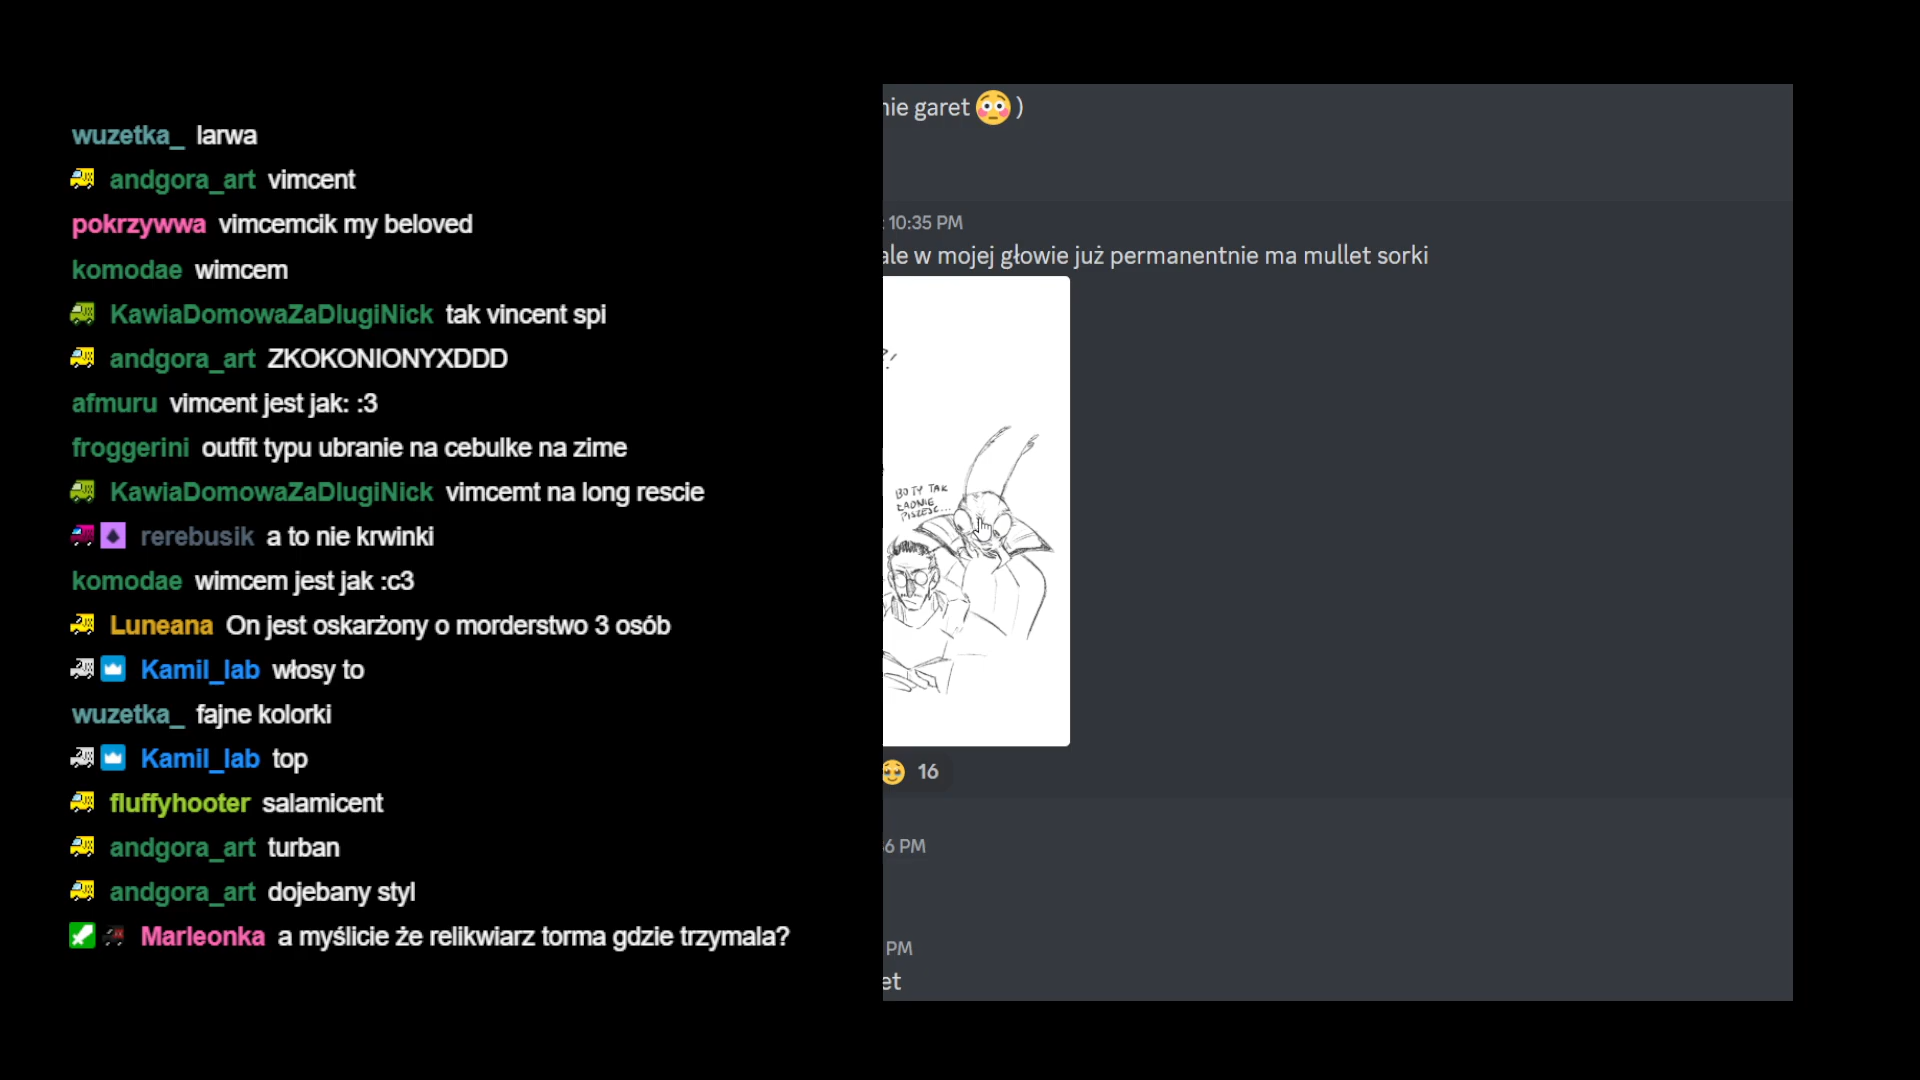 wuzetka_ larwa
andgora_art vimcent
pokrzywwa vimcemcik my beloved
komodae wimcem
KawiaDomowaZaDlugiNick tak vincent spi
andgora_art ZKOKONIONYXDDD
afmuru vimcent jest jak: :3
froggerini outfit typu ubranie na cebulke na zime
KawiaDomowaZaDlugiNick vimcemt na long rescie
rerebusik a to nie krwinki
komodae wimcem jest jak :c3
Luneana On jest oskarżony o morderstwo 3 osób
Kamil_lab włosy to
wuzetka_ fajne kolorki
Kamil_lab top
fluffyhooter salamicent
andgora_art turban
andgora_art dojebany styl
Marleonka a myślicie że relikwiarz torma gdzie trzymala?
nie garet 😳 )
: 10:35 PM
ale w mojej głowie już permanentnie ma mullet sorki
?!
BO TY TAK
ŁADNIE
PISZESZ...
16
6 PM
PM
et